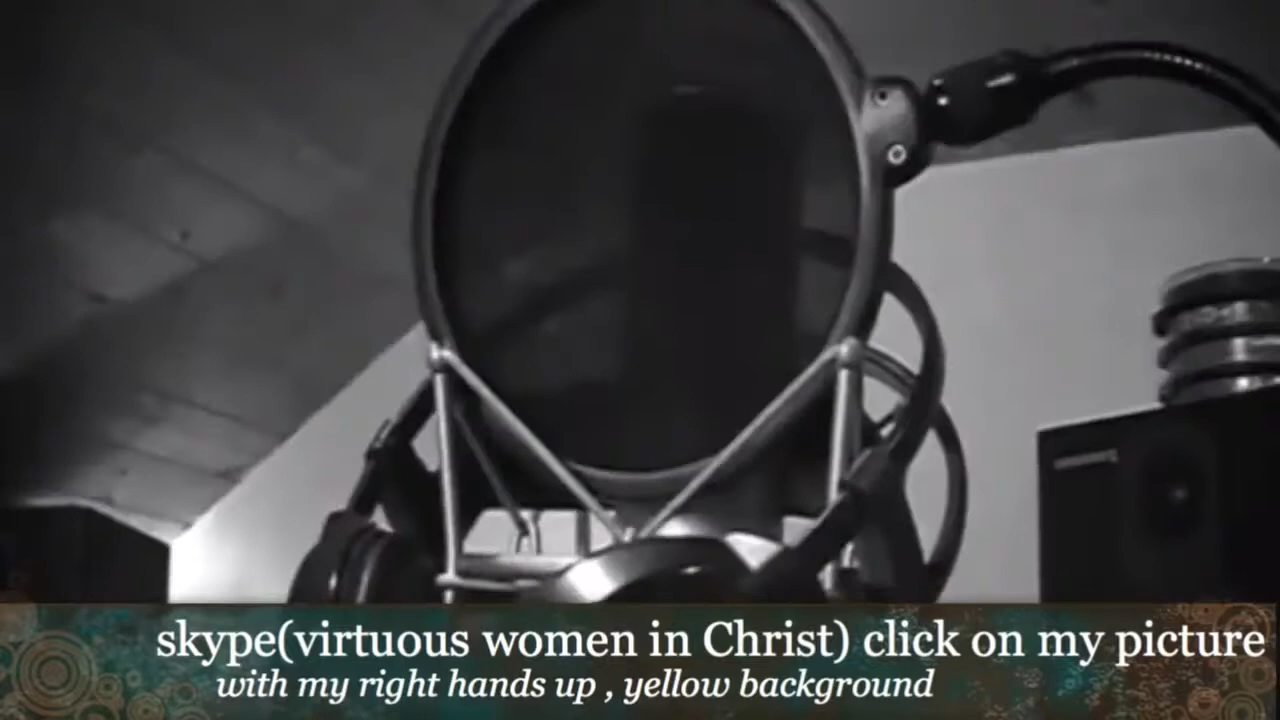 skype(virtuous women in Christ) click on my picture
with my right hands up , yellow background